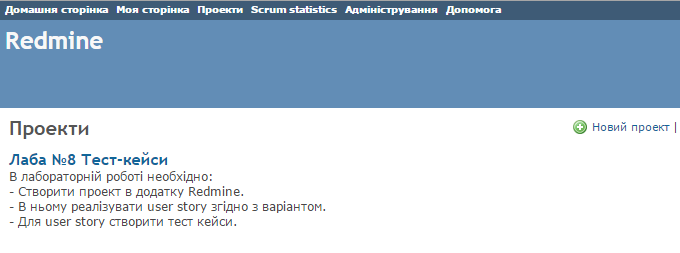 Домашня сторінка Моя сторінка Проекти Scrum statistics Адміністрування Допомога
Redmine
Проекти
Новий проект |
Лаба №8 Тест-кейси
В лабораторній роботі необхідно:
- Створити проект в додатку Redmine.
- В ньому реалізувати user story згідно з варіантом.
- Для user story створити тест кейси.